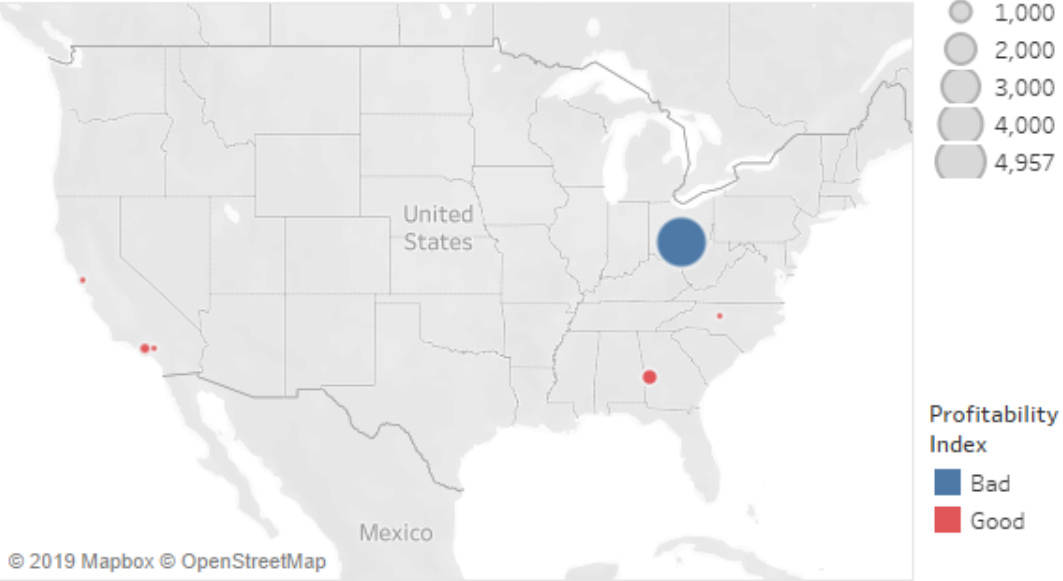 1,000
2,000
3,000
4,000
4,957
United
States
Profitability
Index
Bad
Good
Mexico
© 2019 Mapbox © OpenStreetMap